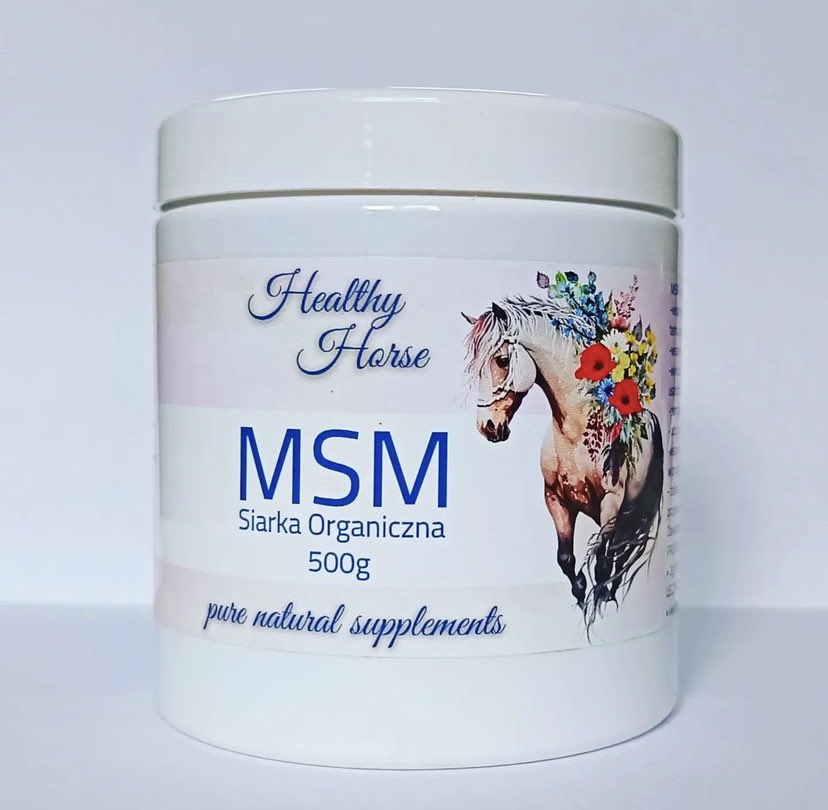 Healthy
Horse
MSM
Siarka Organiczna
500g
pure natural supplements